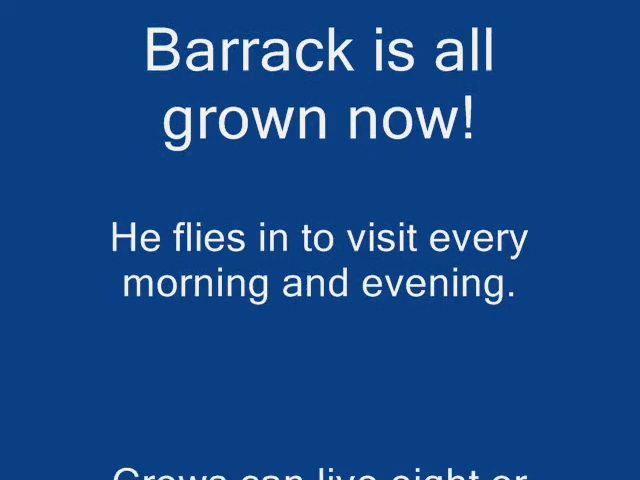 Barrack is all
grown now!
He flies in to visit every
morning and evening.
Crows can live eight or